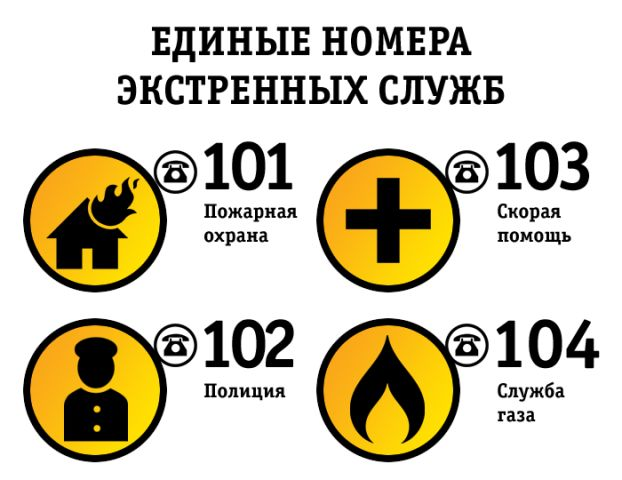 ЕДИНЫЕ НОМЕРА
ЭКСТРЕННЫХ СЛУЖБ
101
Пожарная
охрана
103
Скорая
помощь
102
Полиция
104
Служба
газа